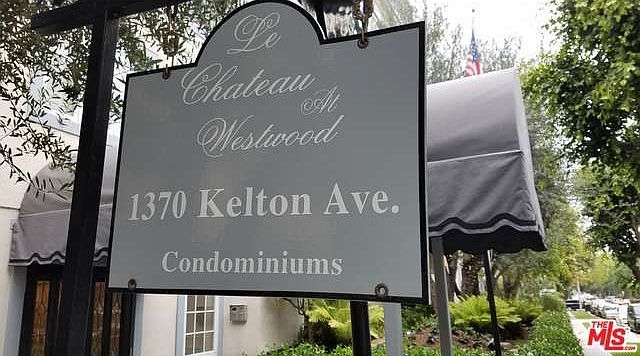 Le
Chateau
At
Westwood
1370 Kelton Ave.
Condominiums
THE
MLS